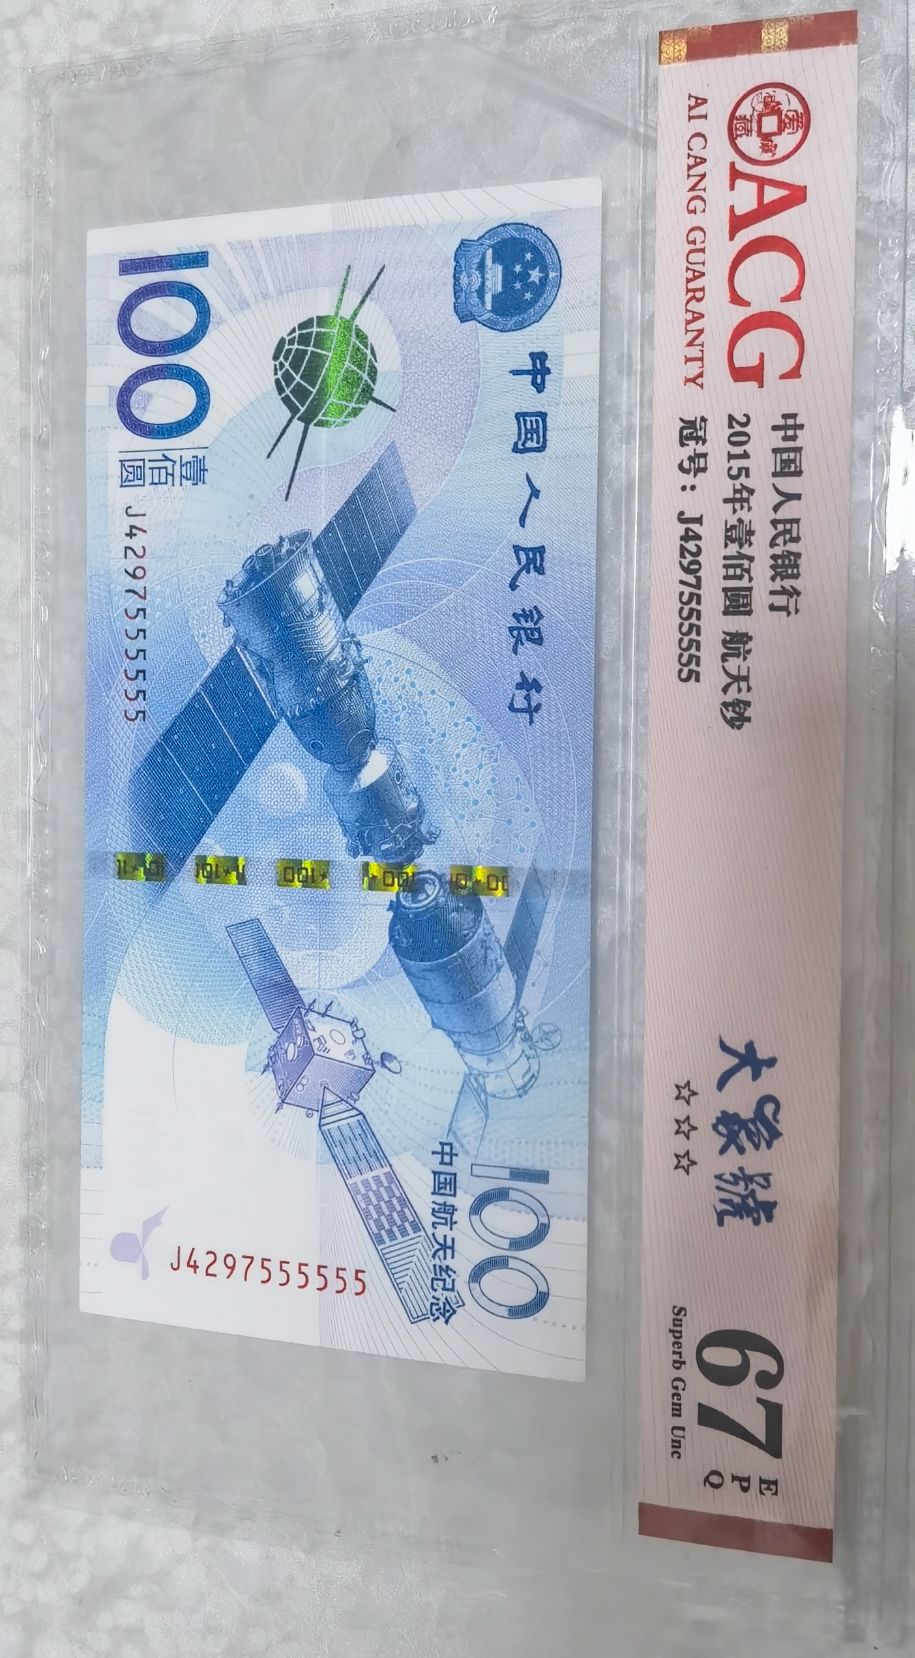 ACG
AI CANG GUARANTY
中国人民银行
2015年壹佰圆 航天钞
冠号：J4297555555
大象號
☆☆☆
67
EPQ
Superb Gem Unc
中国人民银行
100
中国航天纪念
100
壹佰圆
J4297555555
J4297555555